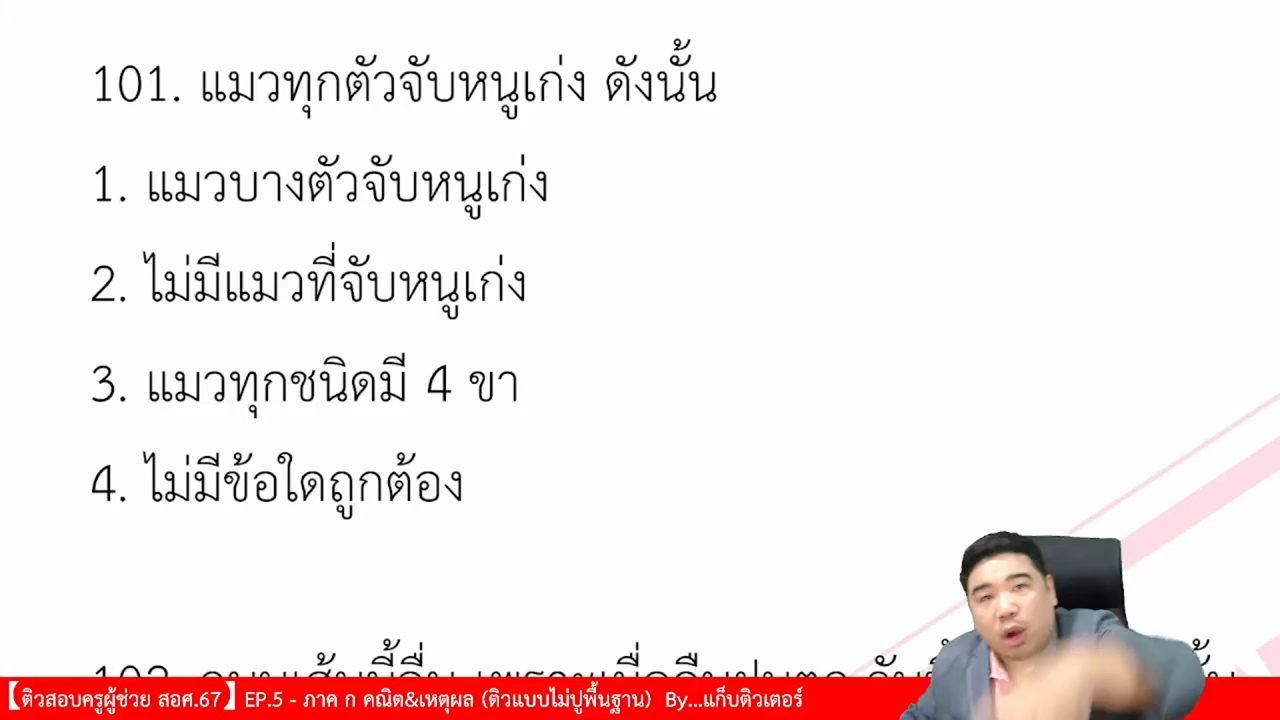 101. แมวทุกตัวจับหนูเก่ง ดังนั้น
1. แมวบางตัวจับหนูเก่ง
2. ไม่มีแมวที่จับหนูเก่ง
3. แมวทุกชนิดมี 4 ขา
4. ไม่มีข้อใดถูกต้อง
【ติวสอบครูผู้ช่วย สอศ.67】 EP.5 - ภาค ก คณิต&เหตุผล (ติวแบบไม่ปูพื้นฐาน) By...แก็บติวเตอร์